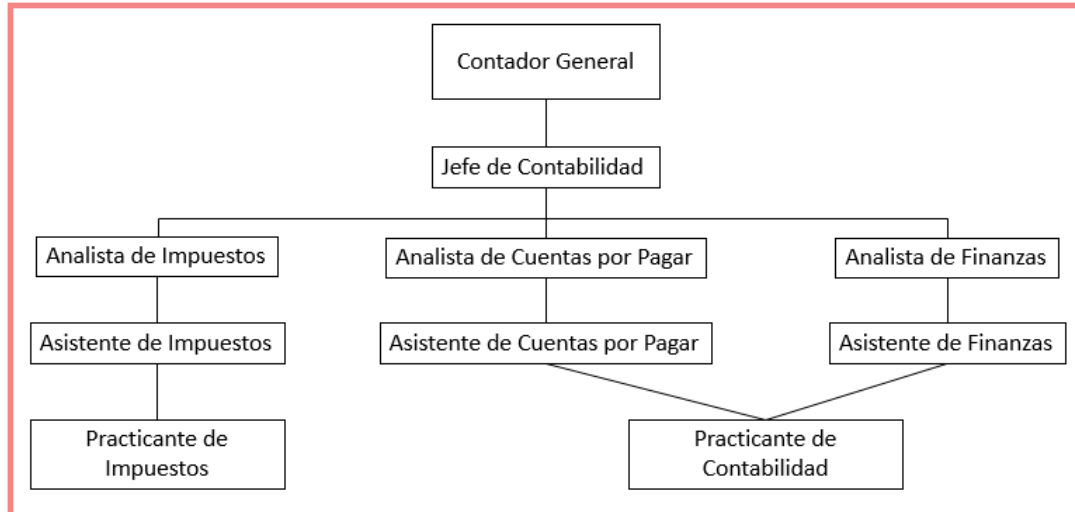 Contador General
Jefe de Contabilidad
Analista de Impuestos
Analista de Cuentas por Pagar
Analista de Finanzas
Asistente de Impuestos
Asistente de Cuentas por Pagar
Asistente de Finanzas
Practicante de
Impuestos
Practicante de
Contabilidad